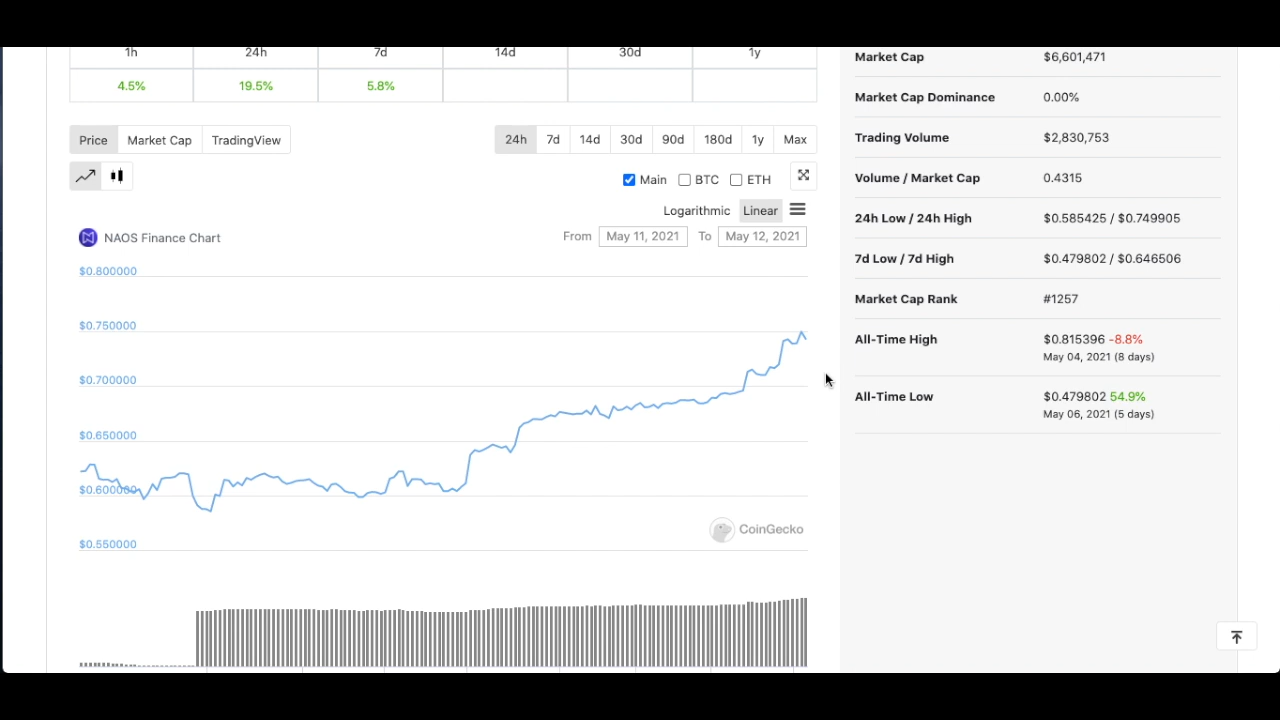 1h 24h 7d 14d 30d 1y
4.5% 19.5% 5.8%
Price Market Cap TradingView
24h 7d 14d 30d 90d 180d 1y Max
Main BTC ETH
Logarithmic Linear
NAOS Finance Chart
From May 11, 2021 To May 12, 2021
$0.800000
$0.750000
$0.700000
$0.650000
$0.600000
$0.550000
CoinGecko
Market Cap $6,601,471
Market Cap Dominance 0.00%
Trading Volume $2,830,753
Volume / Market Cap 0.4315
24h Low / 24h High $0.585425 / $0.749905
7d Low / 7d High $0.479802 / $0.646506
Market Cap Rank #1257
All-Time High $0.815396 -8.8%
May 04, 2021 (8 days)
All-Time Low $0.479802 54.9%
May 06, 2021 (5 days)